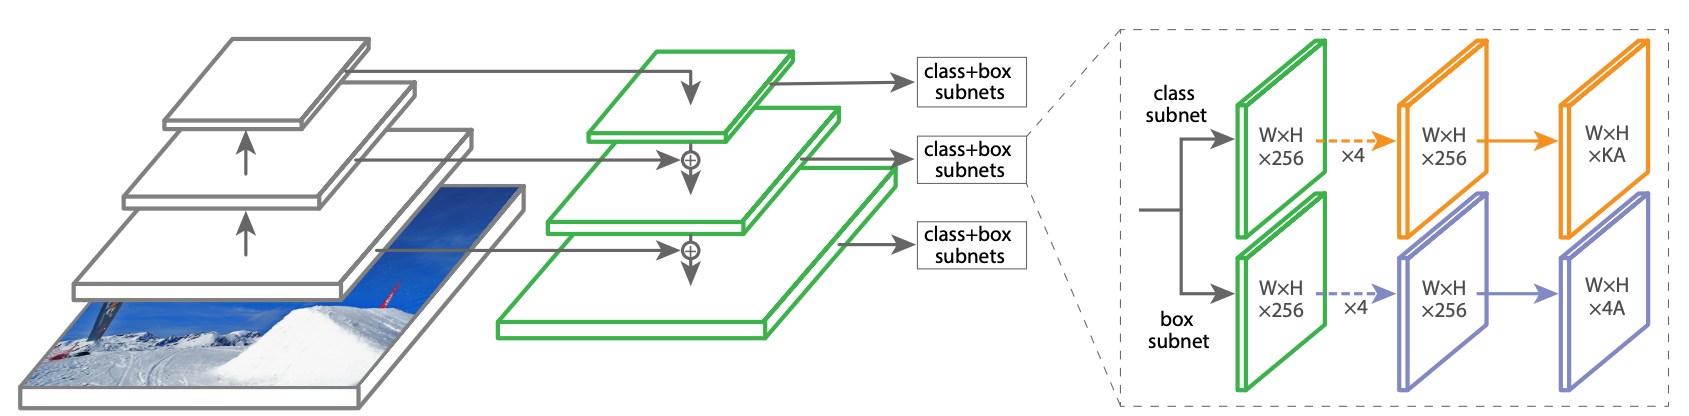 class+box
subnets
class+box
subnets
class+box
subnets
class
subnet
W×H
×256
×4
W×H
×256
W×H
×KA
box
subnet
W×H
×256
×4
W×H
×256
W×H
×4A